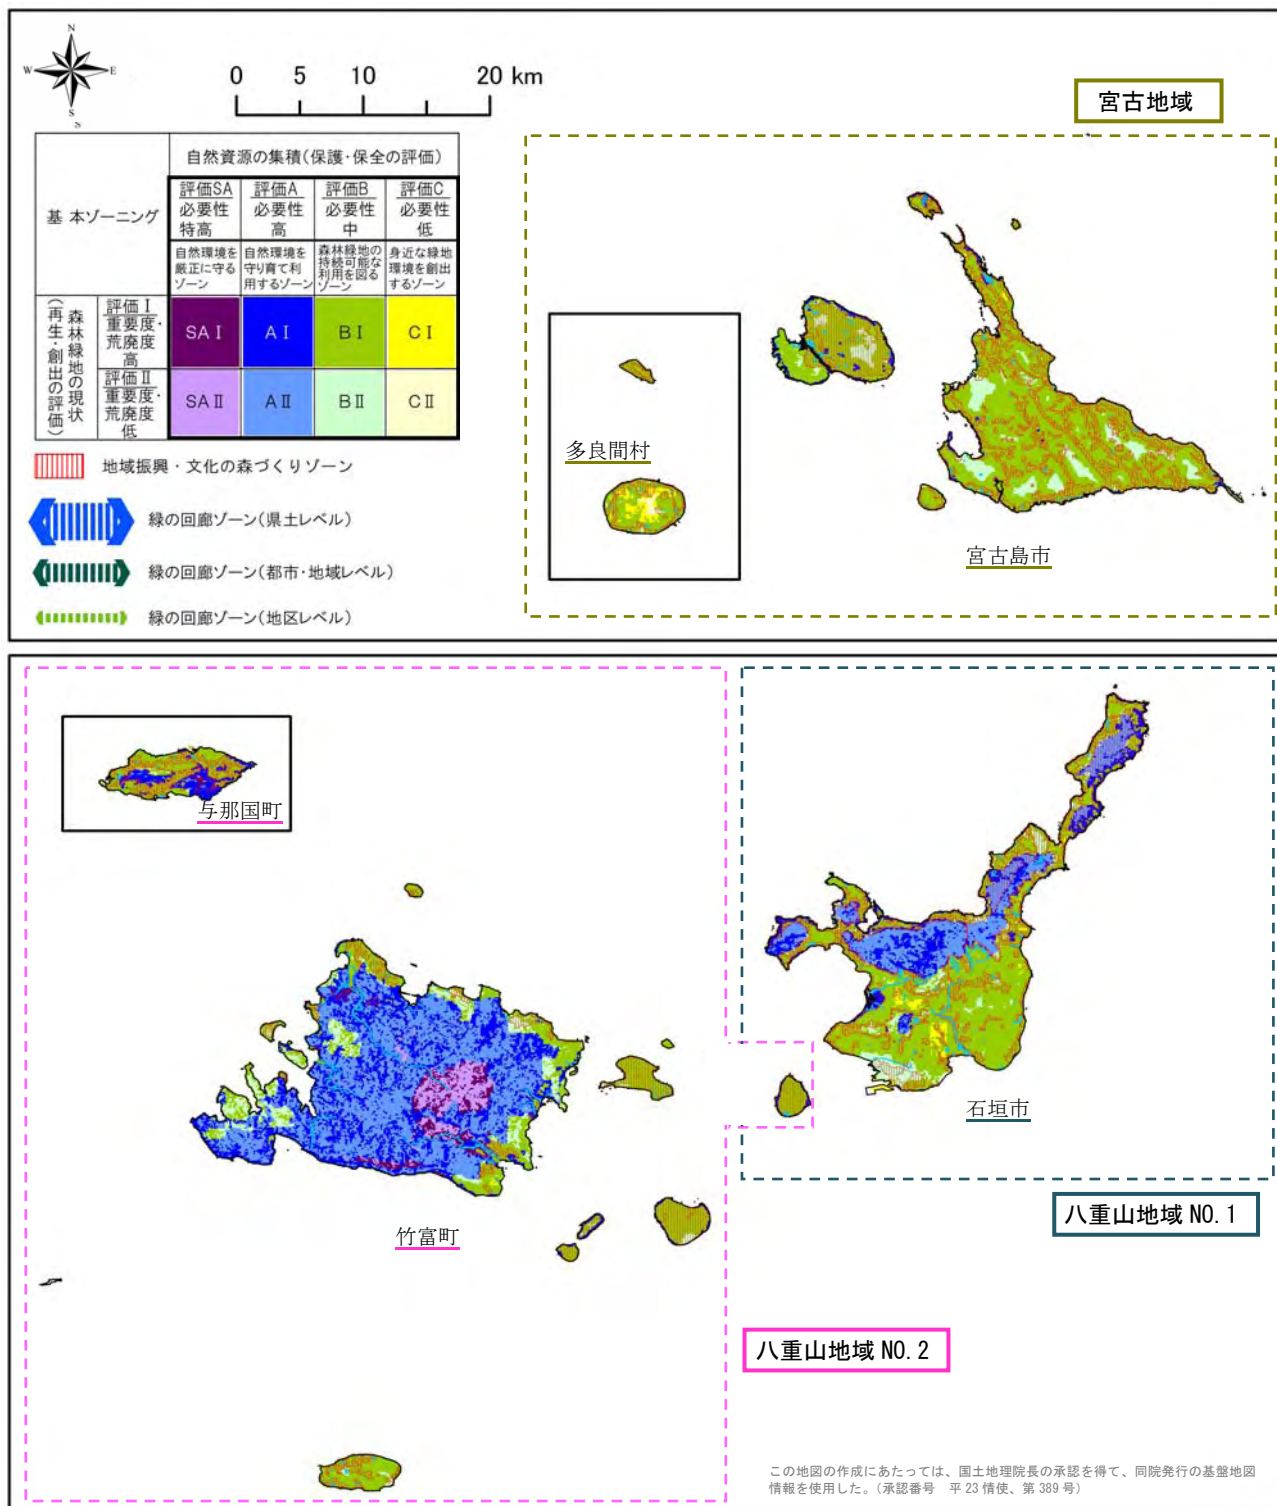 N
W
E
S
S
0 5 10 20 km
宮古地域
自然資源の集積(保護・保全の評価)
基 本ゾーニング
評価SA
必要性
特高
評価A
必要性
高
評価B
必要性
中
評価C
必要性
低
自然環境を
厳正に守る
ゾーン
自然環境を
守り育て利
用するゾーン
森林緑地の
持続可能な
利用を図る
ゾーン
身近な緑地
環境を創出
するゾーン
森林緑地の現状
(再生・創出の評価)
評価Ⅰ
重要度・
荒廃度
高
SAⅠ
AⅠ
BⅠ
CⅠ
評価Ⅱ
重要度・
荒廃度
低
SAⅡ
AⅡ
BⅡ
CⅡ
地域振興・文化の森づくりゾーン
緑の回廊ゾーン(県土レベル)
緑の回廊ゾーン(都市・地域レベル)
緑の回廊ゾーン(地区レベル)
多良間村
宮古島市
与那国町
石垣市
竹富町
八重山地域 NO.1
八重山地域 NO.2
この地図の作成にあたっては、国土地理院長の承認を得て、同院発行の基盤地図
情報を使用した。(承認番号 平 23 情使、第 389 号)